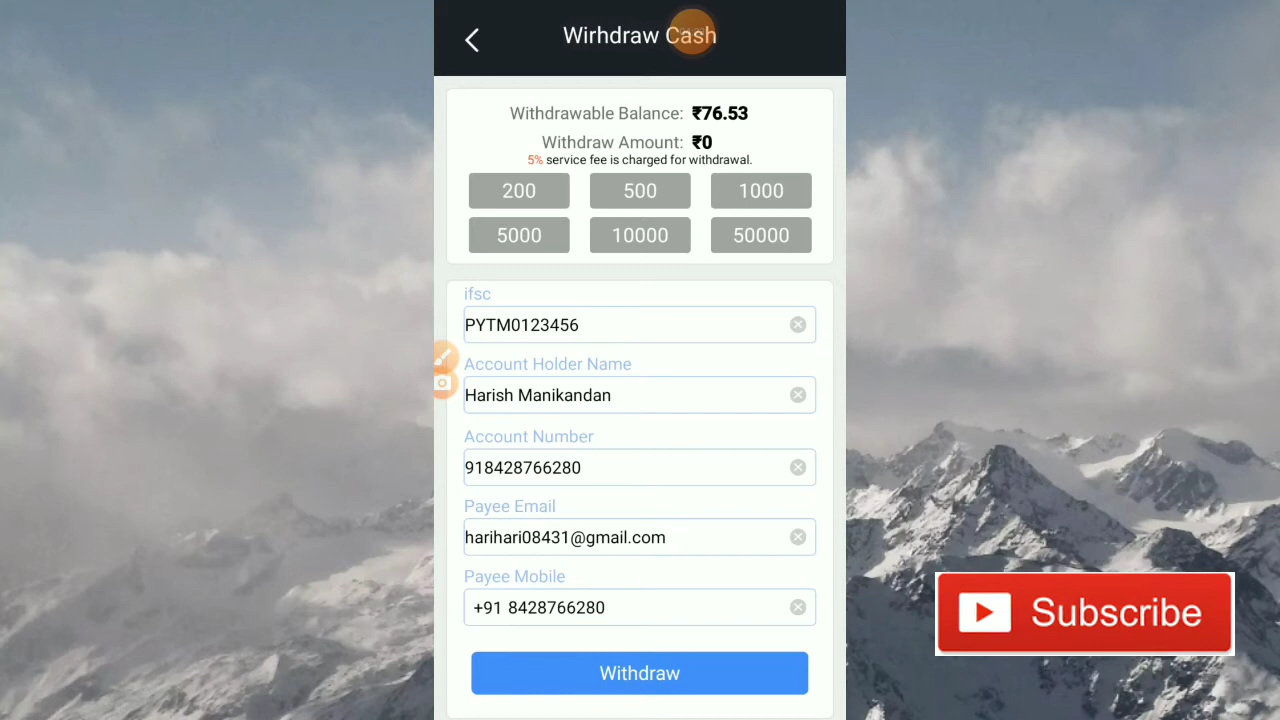 Wirhdraw Cash
Withdrawable Balance: ₹76.53
Withdraw Amount: ₹0
5% service fee is charged for withdrawal.
200 500 1000
5000 10000 50000
ifsc
PYTM0123456
Account Holder Name
Harish Manikandan
Account Number
918428766280
Payee Email
harihari08431@gmail.com
Payee Mobile
+91 8428766280
Withdraw
Subscribe